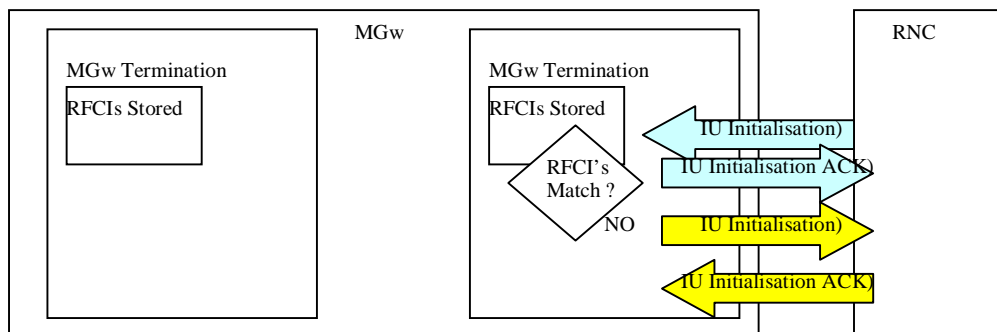 MGw
RNC
MGw Termination
RFCIs Stored
MGw Termination
RFCIs Stored
RFCI's
Match ?
NO
IU Initialisation)
IU Initialisation ACK)
IU Initialisation)
IU Initialisation ACK)